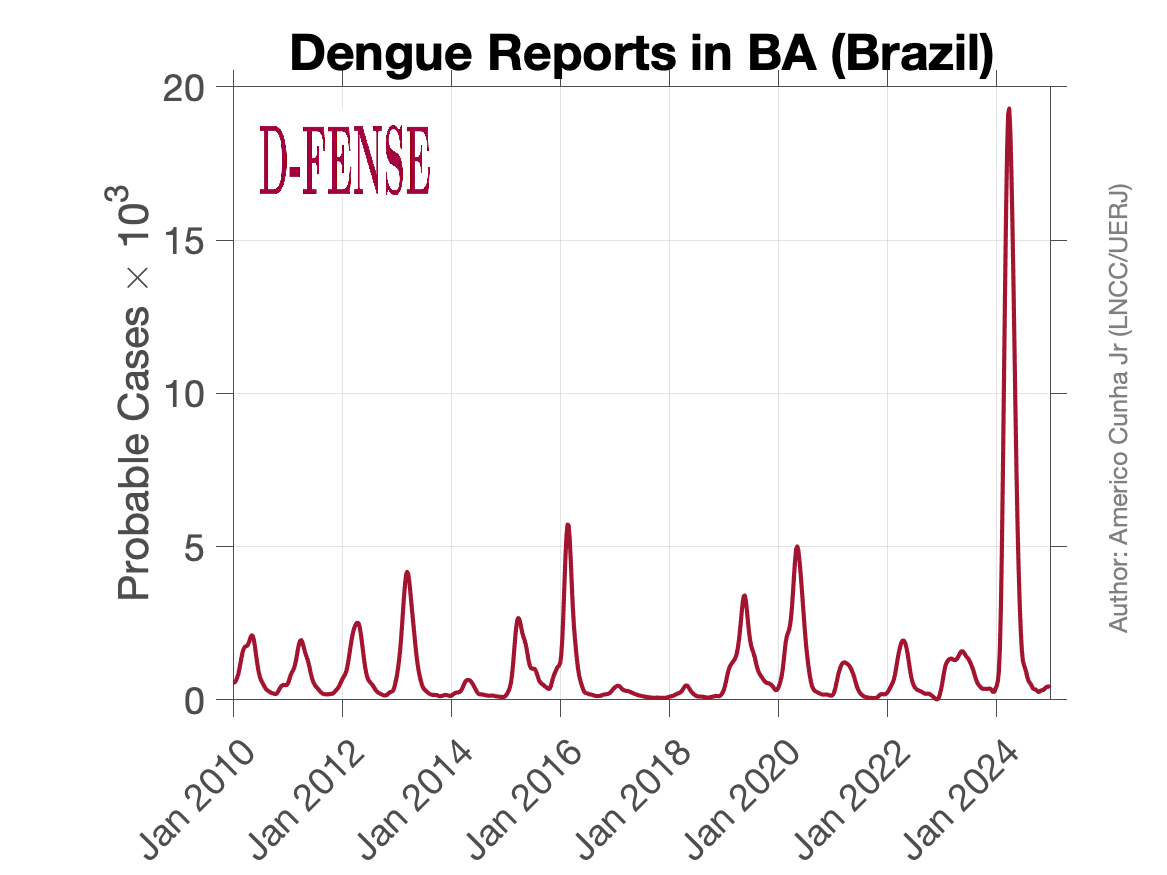 Dengue Reports in BA (Brazil)
D-FENSE
Probable Cases × 10³
20
15
10
5
0
Jan 2010
Jan 2012
Jan 2014
Jan 2016
Jan 2018
Jan 2020
Jan 2022
Jan 2024
Author: Americo Cunha Jr (LNCC/UERJ)